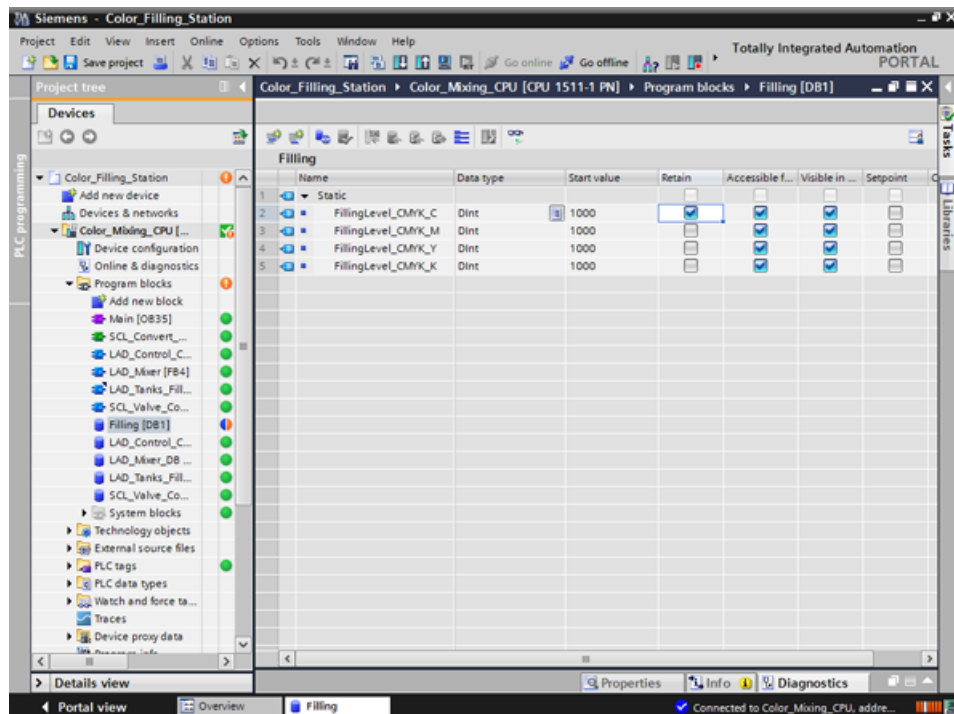 Siemens - Color_Filling_Station
Project Edit View Insert Online Options Tools Window Help
Totally Integrated Automation
PORTAL
Save project Go online Go offline
Project tree
Color_Filling_Station ▸ Color_Mixing_CPU [CPU 1511-1 PN] ▸ Program blocks ▸ Filling [DB1]
Devices
Tasks
Libraries
PLC programming
Filling
Name Data type Start value Retain Accessible f... Visible in ... Setpoint C
1 Static
2 FillingLevel_CMYK_C DInt 1000
3 FillingLevel_CMYK_M DInt 1000
4 FillingLevel_CMYK_Y DInt 1000
5 FillingLevel_CMYK_K DInt 1000
Color_Filling_Station
Add new device
Devices & networks
Color_Mixing_CPU [...
Device configuration
Online & diagnostics
Program blocks
Add new block
Main [OB35]
SCL_Convert_...
LAD_Control_C...
LAD_Mixer [FB4]
LAD_Tanks_Fill...
SCL_Valve_Co...
Filling [DB1]
LAD_Control_C...
LAD_Mixer_DB ...
LAD_Tanks_Fill...
SCL_Valve_Co...
System blocks
Technology objects
External source files
PLC tags
PLC data types
Watch and force ta...
Traces
Device proxy data
Details view
Properties Info Diagnostics
Portal view Overview Filling Connected to Color_Mixing_CPU, addre...